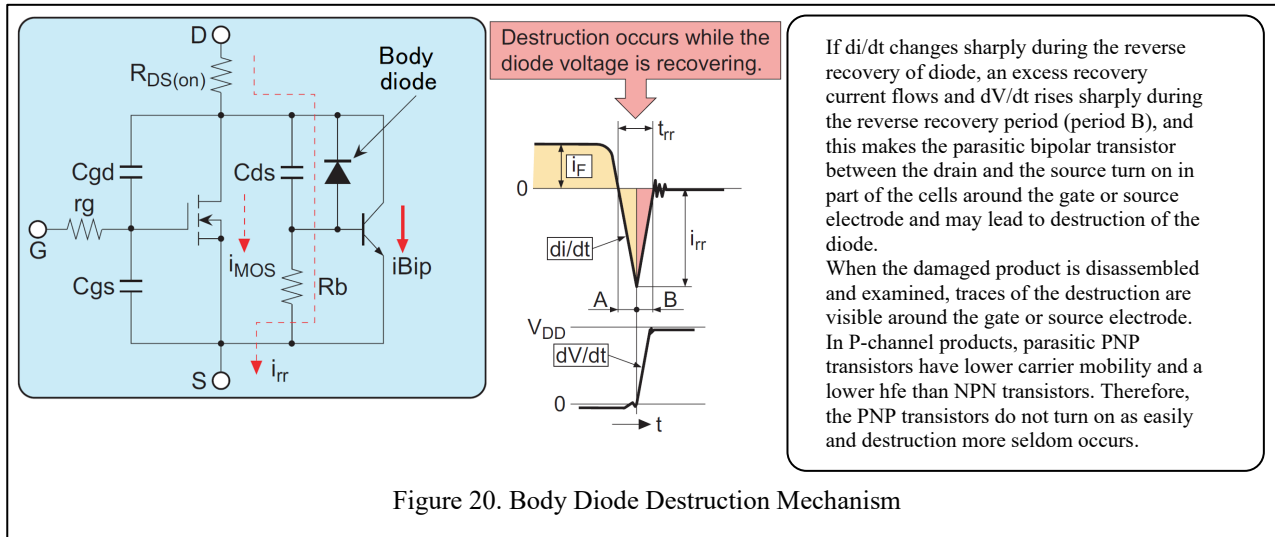 D
R_DS(on)
Body
diode
Cgd
Cds
rg
G
i_MOS
iBip
Cgs
Rb
S
i_rr
Destruction occurs while the
diode voltage is recovering.
t_rr
i_F
0
di/dt
i_rr
A
B
V_DD
dV/dt
0
t
If di/dt changes sharply during the reverse
recovery of diode, an excess recovery
current flows and dV/dt rises sharply during
the reverse recovery period (period B), and
this makes the parasitic bipolar transistor
between the drain and the source turn on in
part of the cells around the gate or source
electrode and may lead to destruction of the
diode.
When the damaged product is disassembled
and examined, traces of the destruction are
visible around the gate or source electrode.
In P-channel products, parasitic PNP
transistors have lower carrier mobility and a
lower hfe than NPN transistors. Therefore,
the PNP transistors do not turn on as easily
and destruction more seldom occurs.
Figure 20. Body Diode Destruction Mechanism